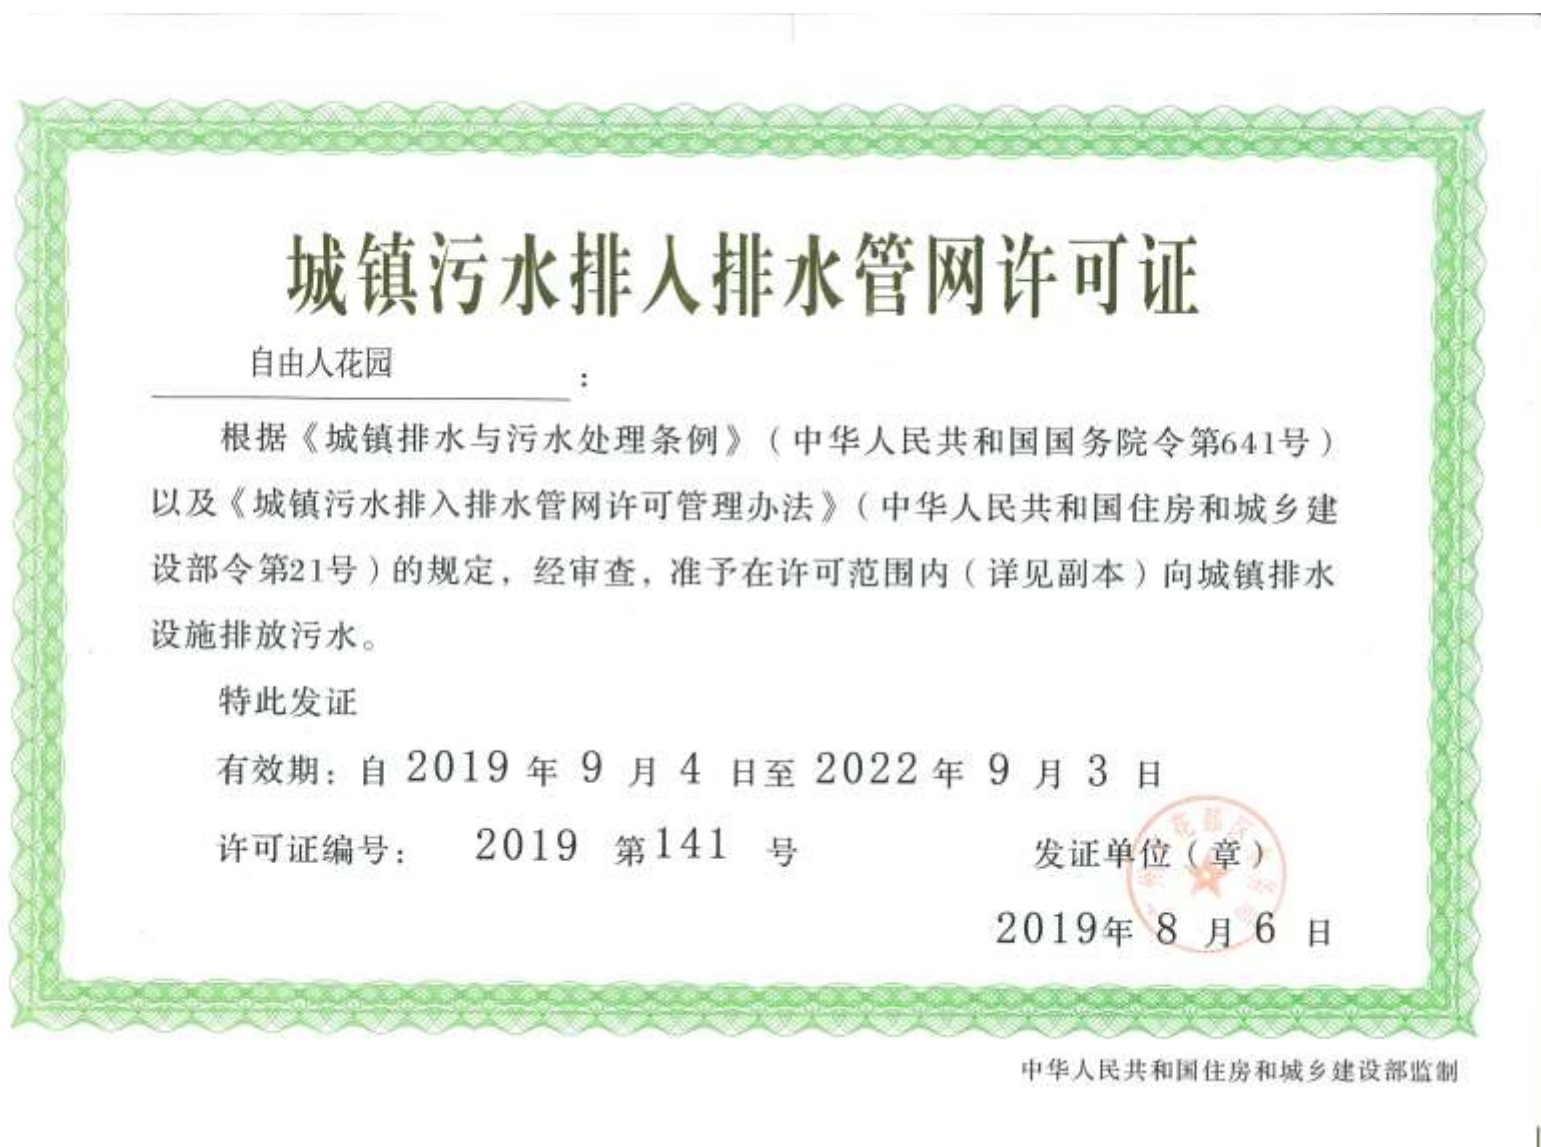 城镇污水排入排水管网许可证
自由人花园:
根据《城镇排水与污水处理条例》(中华人民共和国国务院令第641号)
以及《城镇污水排入排水管网许可管理办法》(中华人民共和国住房和城乡建
设部令第21号)的规定,经审查,准予在许可范围内(详见副本)向城镇排水
设施排放污水。
特此发证
有效期:自 2019 年 9 月 4 日至 2022 年 9 月 3 日
许可证编号: 2019 第141 号
发证单位(章)
2019年 8 月 6 日
中华人民共和国住房和城乡建设部监制